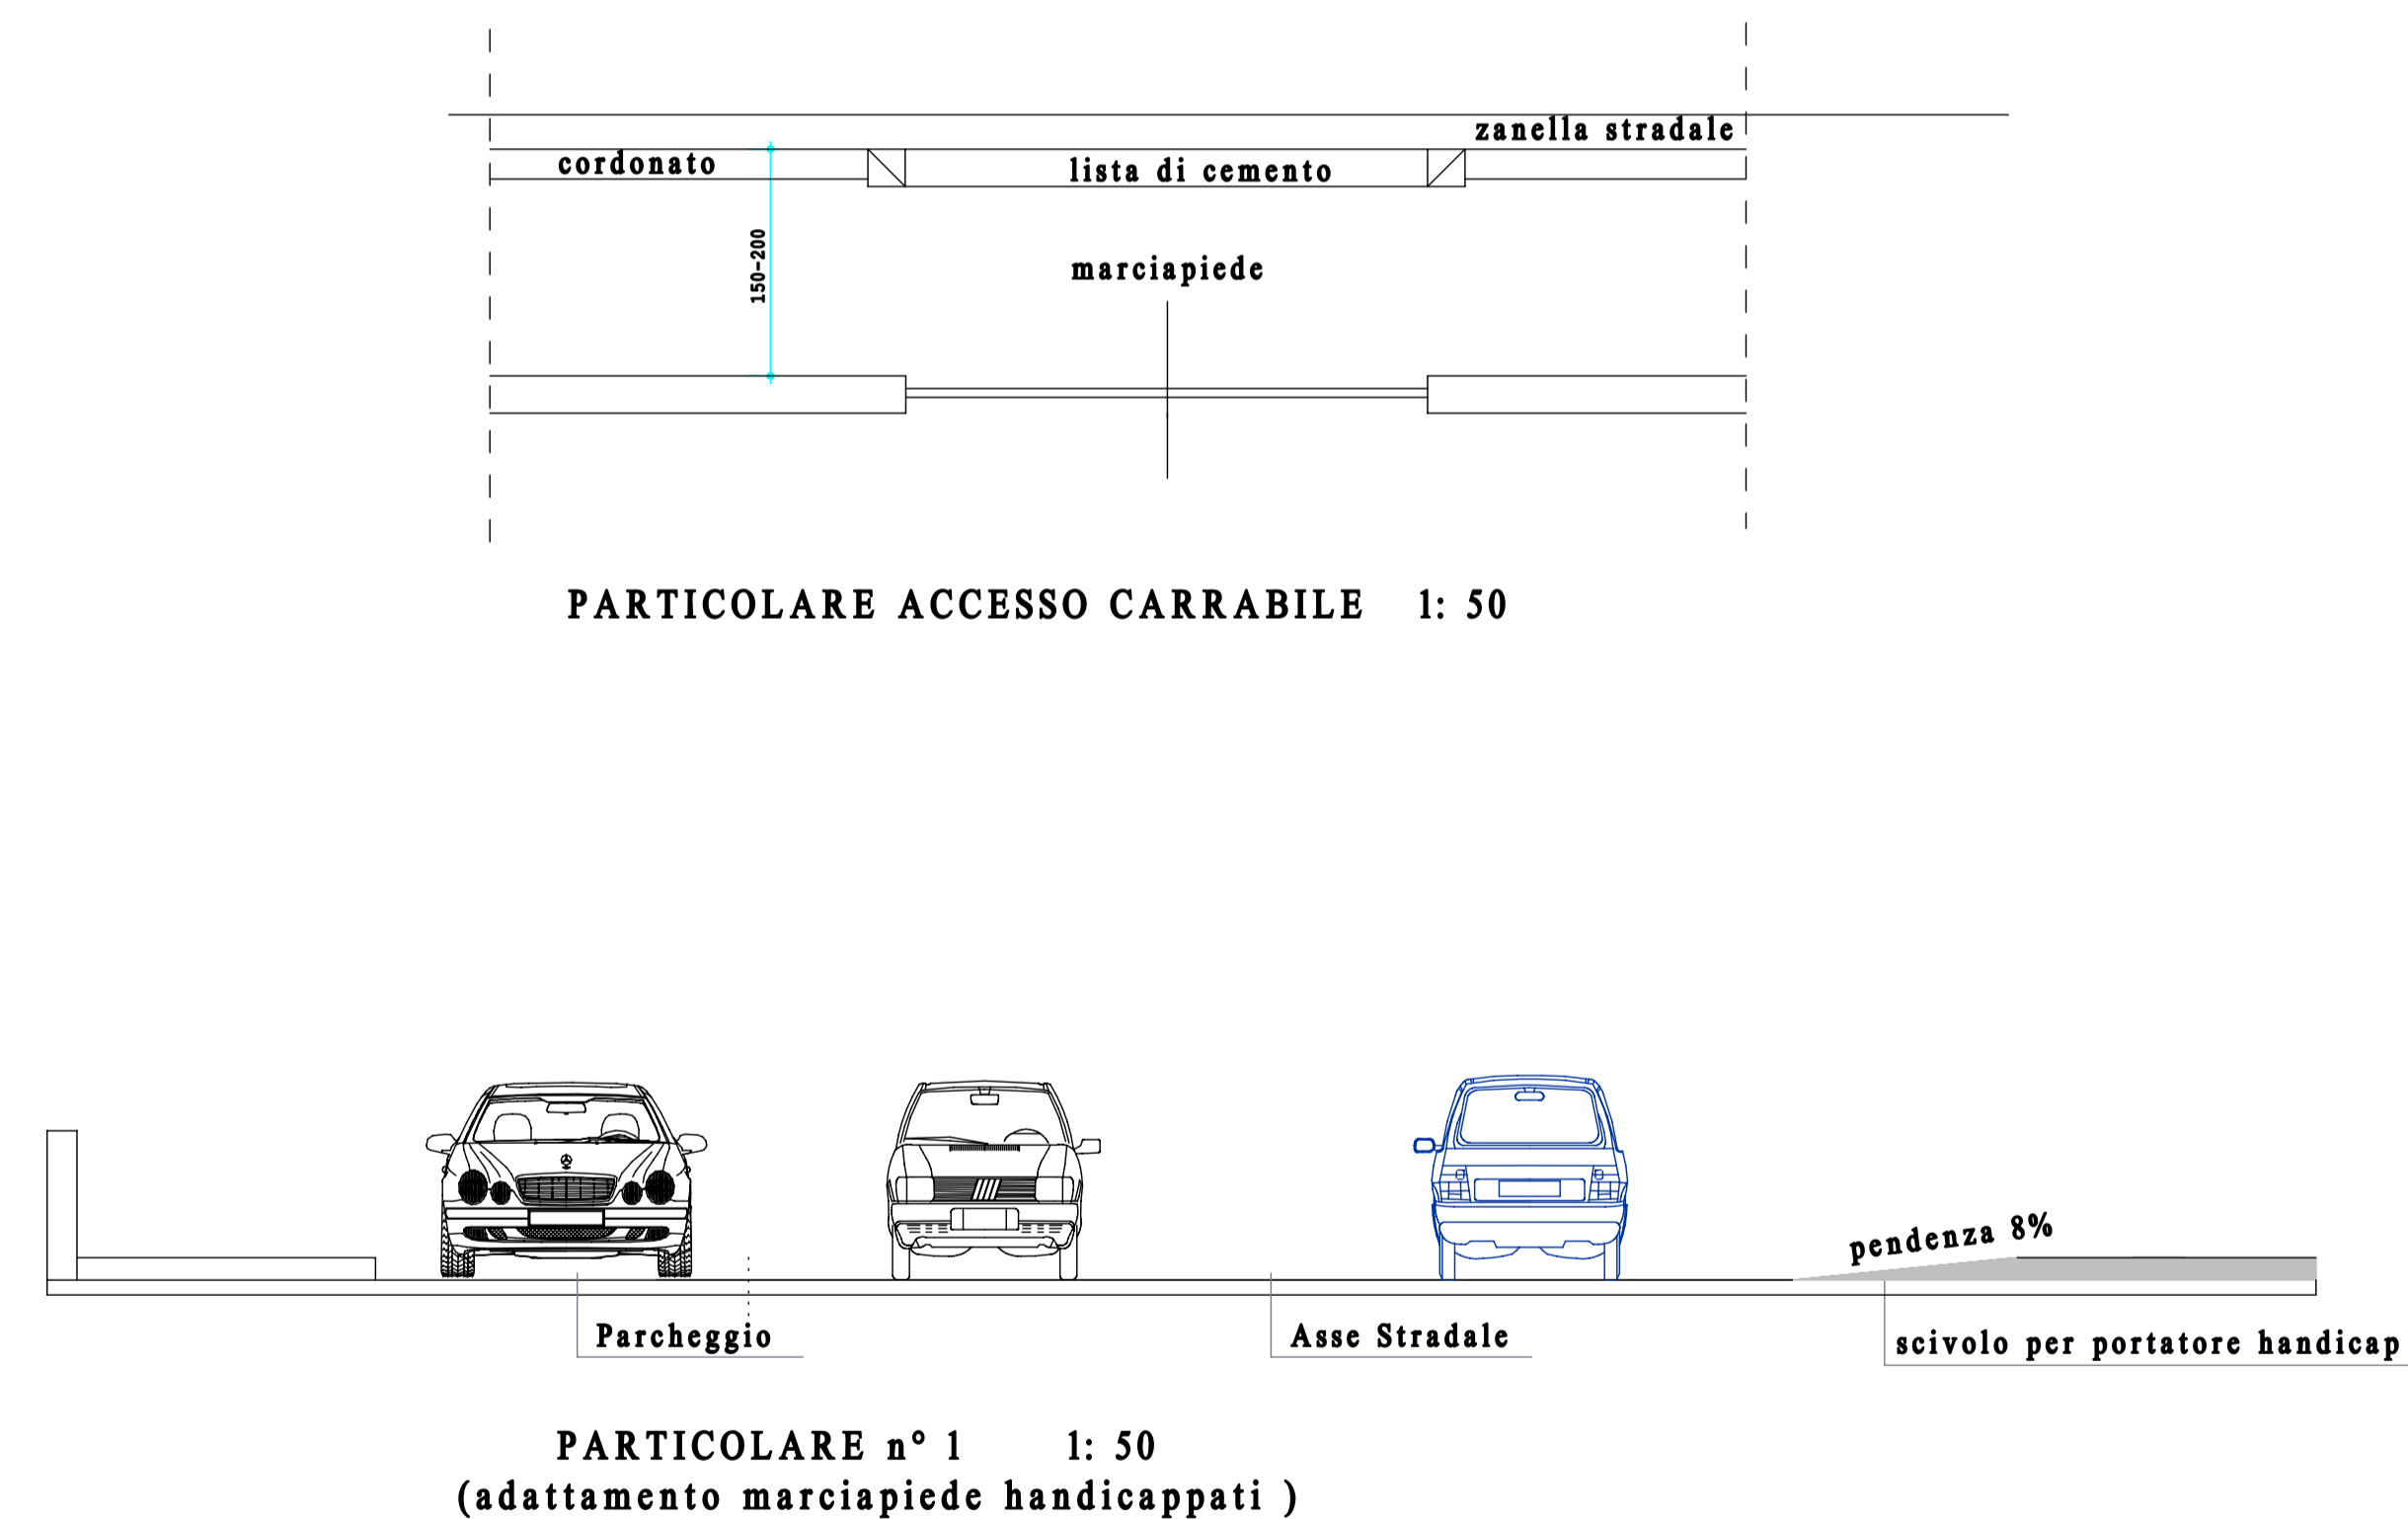 zanella stradale
cordonato
lista di cemento
150-200
marciapiede
PARTICOLARE ACCESSO CARRABILE 1: 50
pendenza 8%
Parcheggio
Asse Stradale
scivolo per portatore handicap
PARTICOLARE n° 1 1: 50
(adattamento marciapiede handicappati )